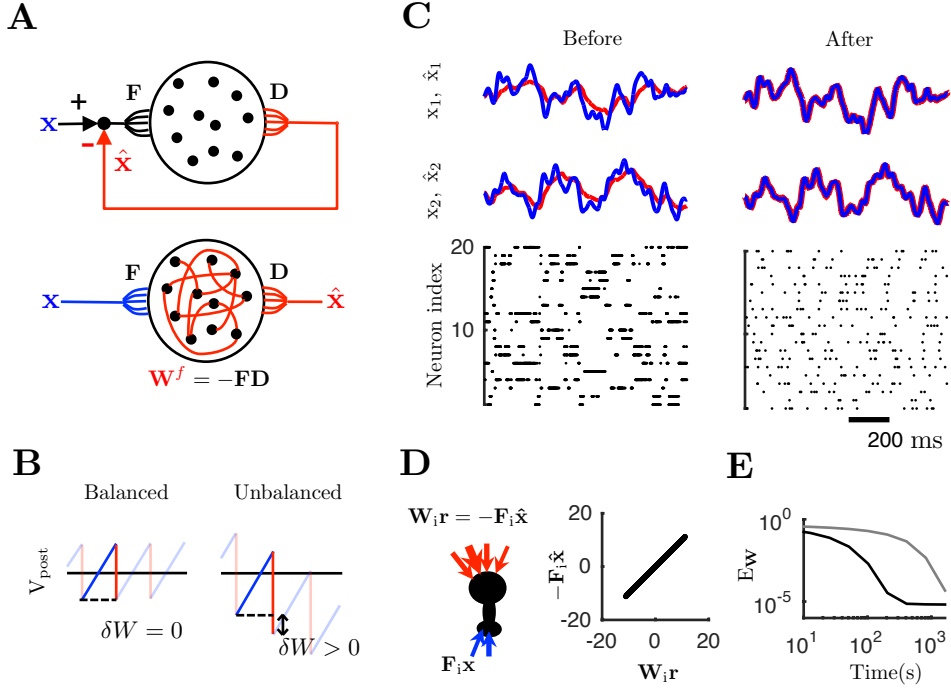 A
F
D
+
x
-
x̂
F
D
x
x̂
W^f = −FD
B
Balanced
Unbalanced
V_post
δW = 0
δW > 0
C
Before
After
x₁, x̂₁
x₂, x̂₂
Neuron index
20
10
200 ms
D
W_i r = −F_i x̂
F_i x
−F_i x̂
20
0
-20
-20
0
20
W_i r
E
E_W
10^0
10^-5
10^1
10^2
10^3
Time(s)